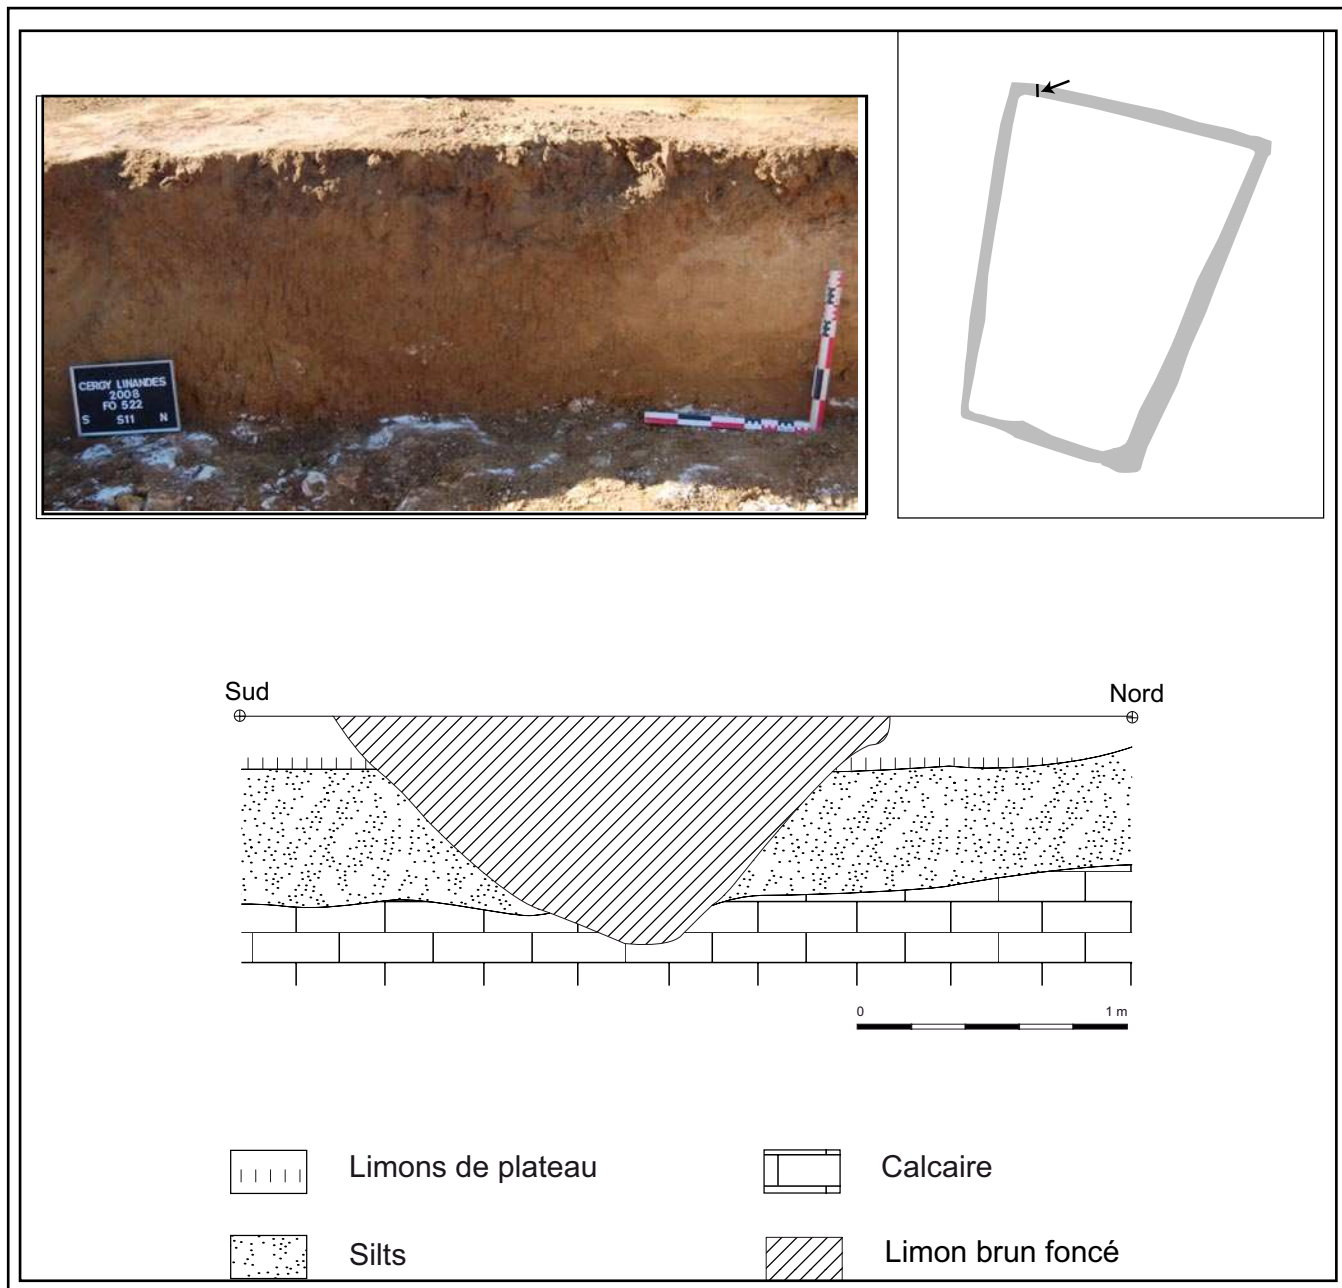 CERGY LINANDES
2008
FO 522
S S11 N
Sud
Nord
0
1 m
Limons de plateau
Calcaire
Silts
Limon brun foncé